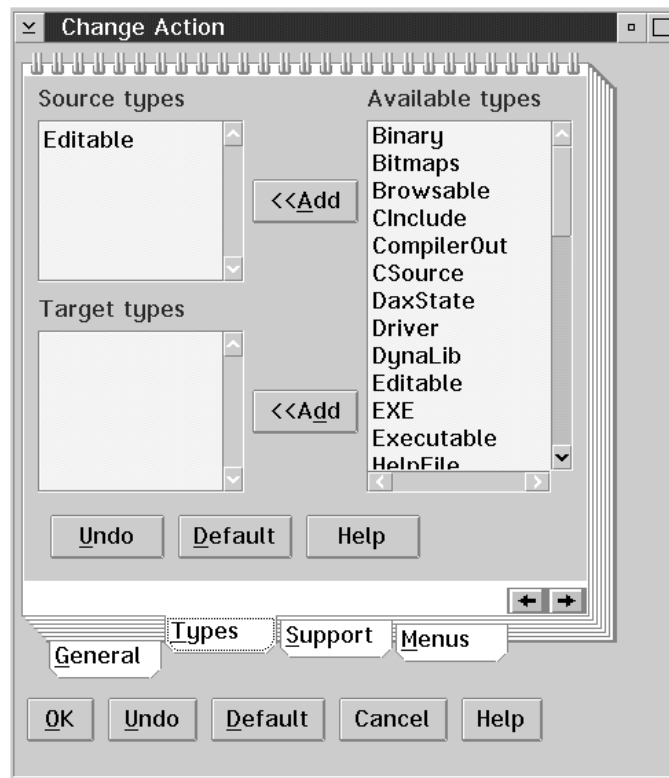 Change Action
Source types
Editable
<<Add
Target types
<<Add
Available types
Binary
Bitmaps
Browsable
CInclude
CompilerOut
CSource
DaxState
Driver
DynaLib
Editable
EXE
Executable
HelpFile
Undo Default Help
General Types Support Menus
OK Undo Default Cancel Help